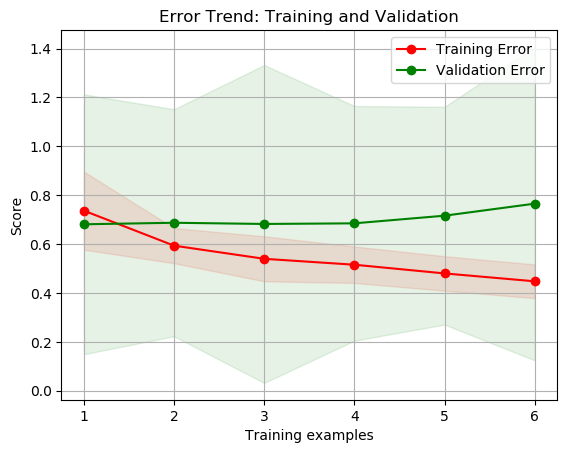 Error Trend: Training and Validation
Training Error
Validation Error
Score
1.4
1.2
1.0
0.8
0.6
0.4
0.2
0.0
1 2 3 4 5 6
Training examples